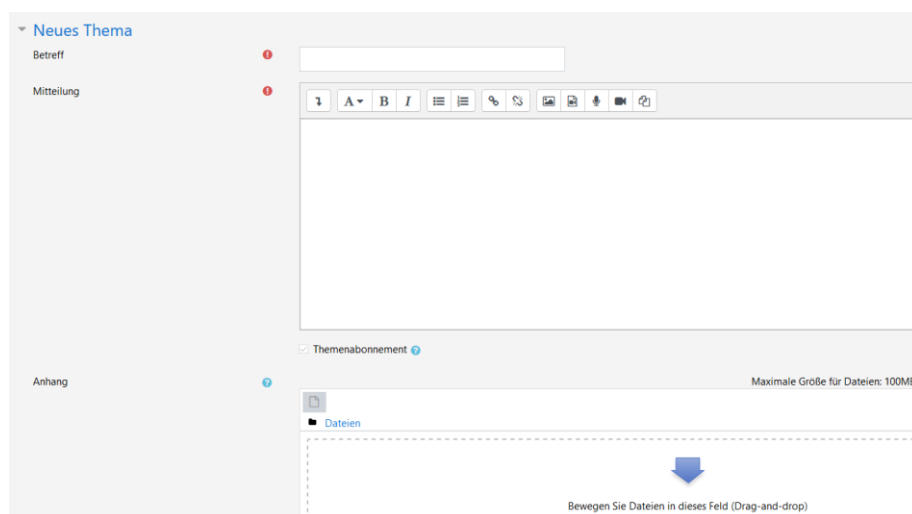 Neues Thema
Betreff
Mitteilung
A B I
Themenabonnement
Anhang
Maximale Größe für Dateien: 100MB
Dateien
Bewegen Sie Dateien in dieses Feld (Drag-and-drop)